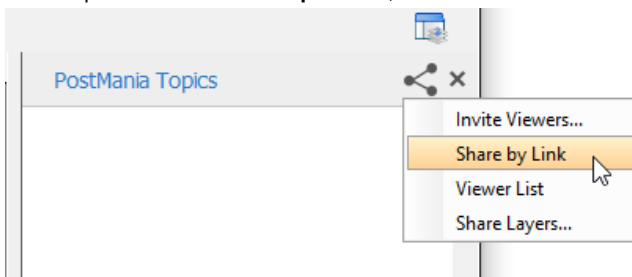 PostMania Topics
Invite Viewers...
Share by Link
Viewer List
Share Layers...